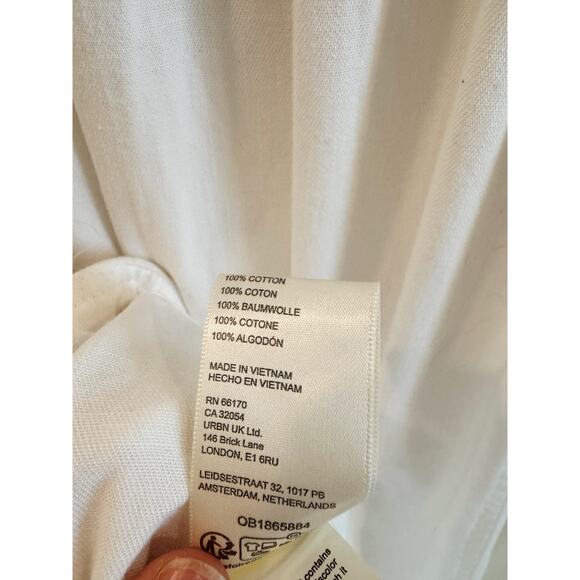 100% COTTON
100% COTON
100% BAUMWOLLE
100% COTONE
100% ALGODÓN
MADE IN VIETNAM
HECHO EN VIETNAM
RN 66170
CA 32054
URBN UK Ltd.
146 Brick Lane
LONDON, E1 6RU
LEIDSESTRAAT 32, 1017 PB
AMSTERDAM, NETHERLANDS
OB1865884
contains